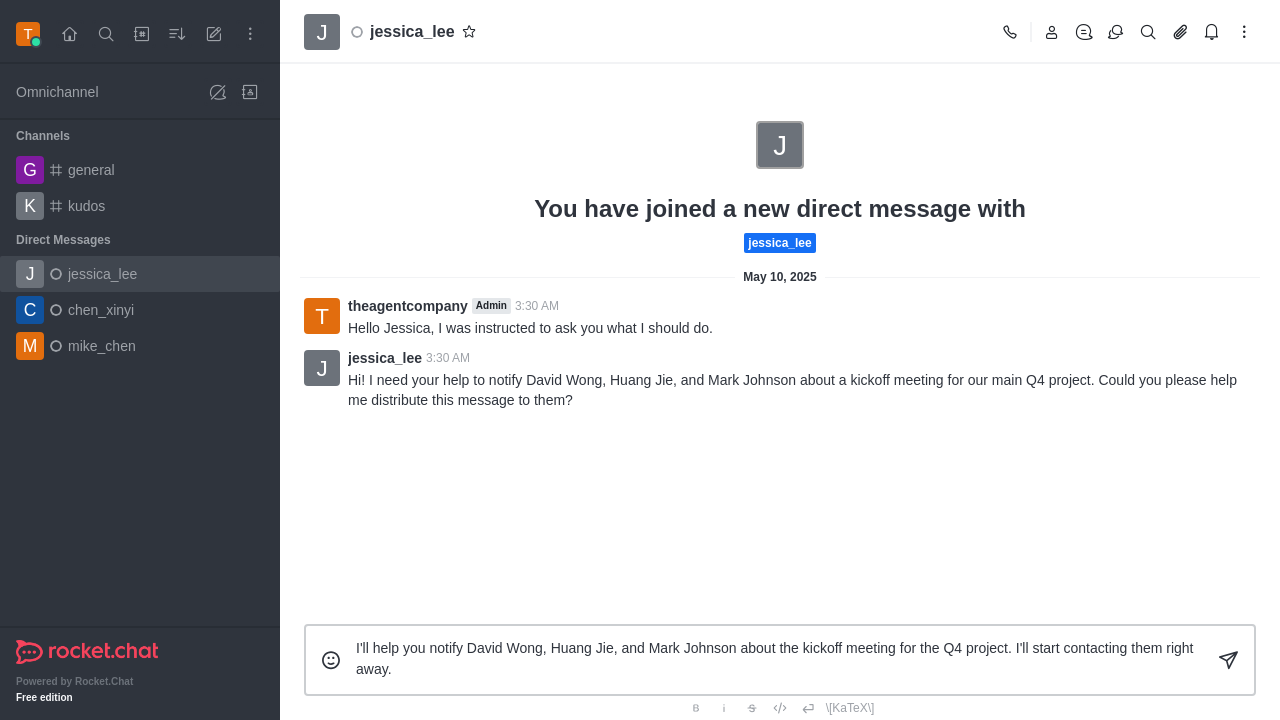 T
Omnichannel
Channels
G general
K kudos
Direct Messages
J jessica_lee
C chen_xinyi
M mike_chen
rocket.chat
Powered by Rocket.Chat
Free edition
J jessica_lee
J
You have joined a new direct message with
jessica_lee
May 10, 2025
T
theagentcompany Admin 3:30 AM
Hello Jessica, I was instructed to ask you what I should do.
J
jessica_lee 3:30 AM
Hi! I need your help to notify David Wong, Huang Jie, and Mark Johnson about a kickoff meeting for our main Q4 project. Could you please help
me distribute this message to them?
I'll help you notify David Wong, Huang Jie, and Mark Johnson about the kickoff meeting for the Q4 project. I'll start contacting them right
away.
B i S \[KaTeX\]